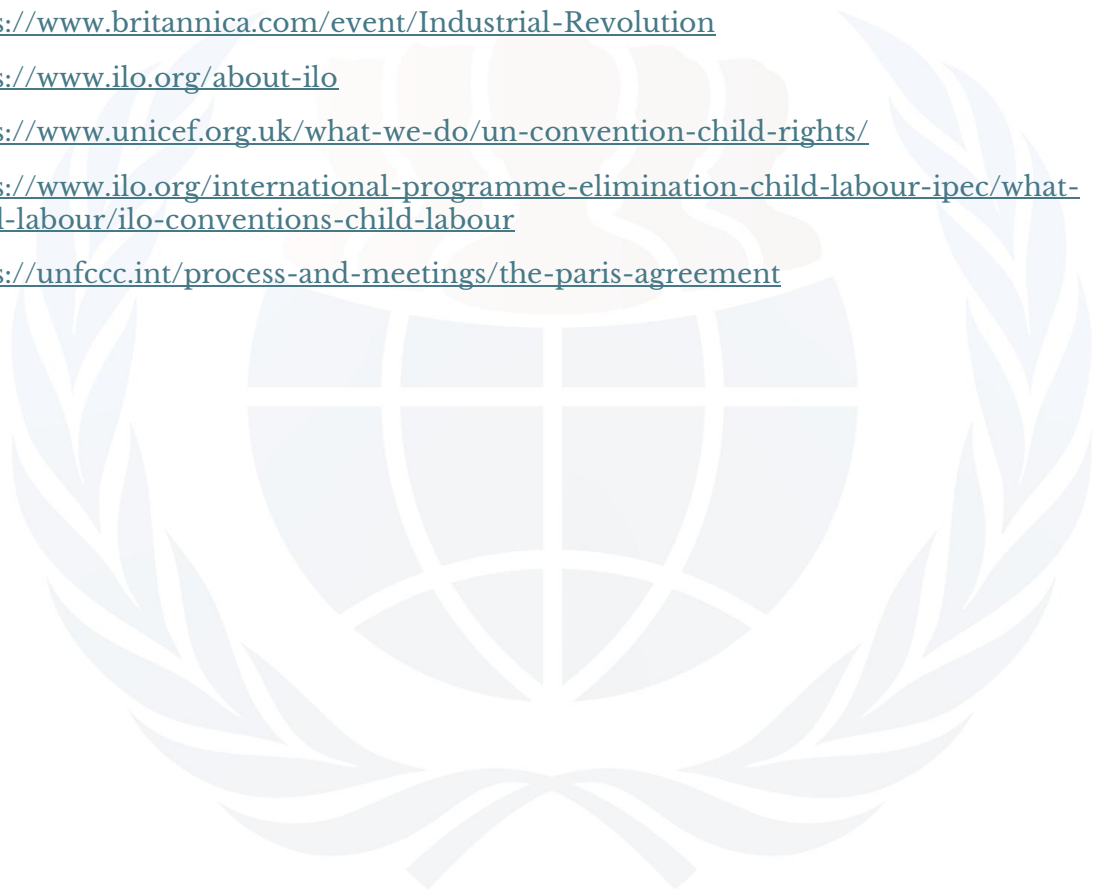 s://www.britannica.com/event/Industrial-Revolution
s://www.ilo.org/about-ilo
s://www.unicef.org.uk/what-we-do/un-convention-child-rights/
s://www.ilo.org/international-programme-elimination-child-labour-ipec/what-
l-labour/ilo-conventions-child-labour
s://unfccc.int/process-and-meetings/the-paris-agreement